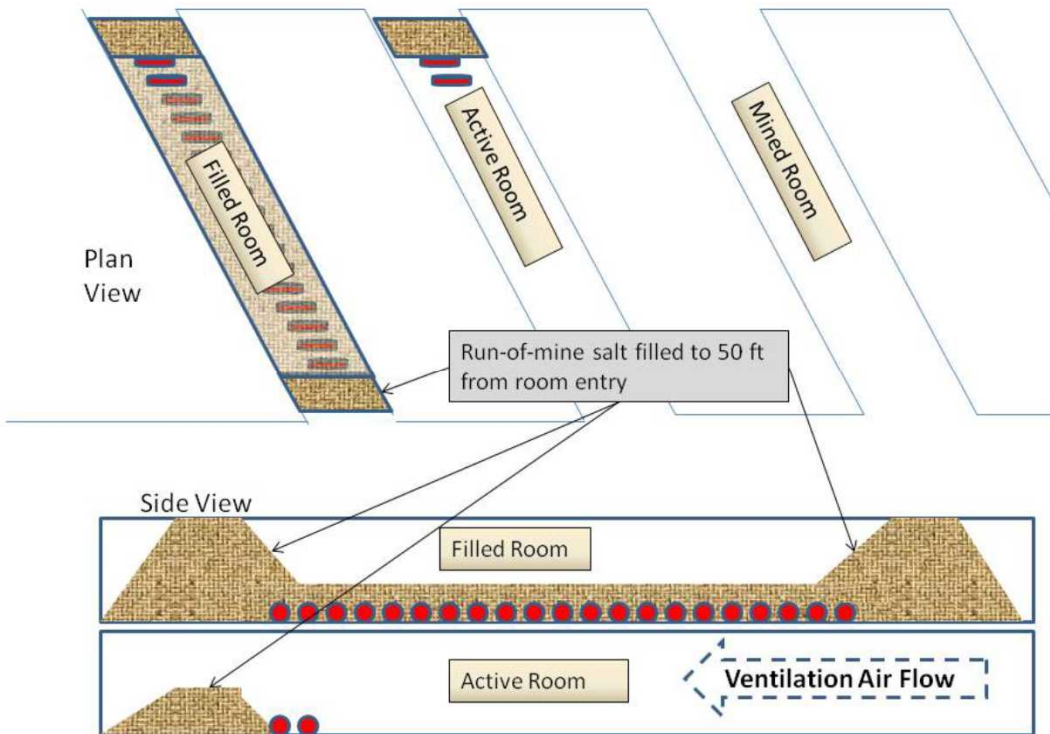 Filled Room
Active Room
Mined Room
Plan
View
Run-of-mine salt filled to 50 ft
from room entry
Side View
Filled Room
Active Room
Ventilation Air Flow